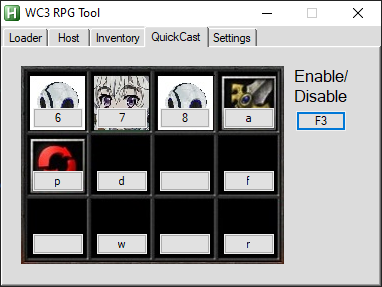 WC3 RPG Tool
Loader Host Inventory QuickCast Settings
Enable/
Disable
F3
6 7 8 a
p d f
w r